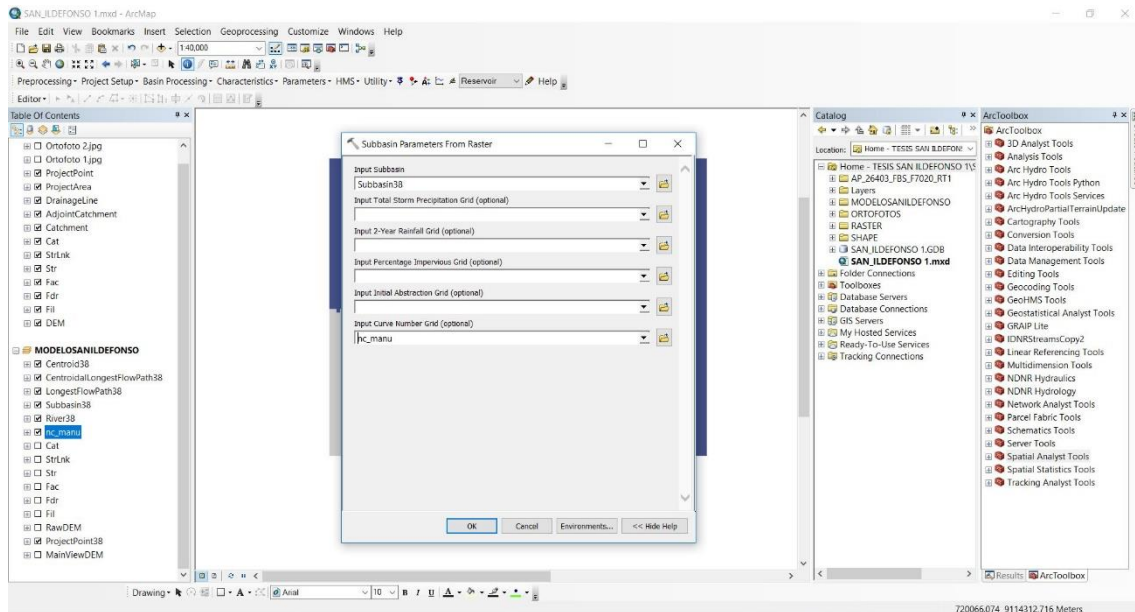 SAN_ILDEFONSO 1.mxd - ArcMap
File Edit View Bookmarks Insert Selection Geoprocessing Customize Windows Help
1:40,000
Preprocessing Project Setup Basin Processing Characteristics Parameters HMS Utility Reservoir Help
Editor
Table Of Contents
Ortofoto 2.jpg
Ortofoto 1.jpg
ProjectPoint
ProjectArea
DrainageLine
AdjointCatchment
Catchment
Cat
StrLnk
Str
Fac
Fdr
Fil
DEM
MODELOSANILDEFONSO
Centroid38
CentroidalLongestFlowPath38
LongestFlowPath38
Subbasin38
River38
nc_manu
Cat
StrLnk
Str
Fac
Fdr
Fil
RawDEM
ProjectPoint38
MainViewDEM
Subbasin Parameters From Raster
Input Subbasin
Subbasin38
Input Total Storm Precipitation Grid (optional)
Input 2-Year Rainfall Grid (optional)
Input Percentage Impervious Grid (optional)
Input Initial Abstraction Grid (optional)
Input Curve Number Grid (optional)
nc_manu
OK Cancel Environments... << Hide Help
Catalog
Location: Home - TESIS SAN ILDEFON
Home - TESIS SAN ILDEFONSO 1\S
AP_26403_FBS_F7020_RT1
Layers
MODELOSANILDEFONSO
ORTOFOTOS
RASTER
SHAPE
SAN_ILDEFONSO 1.GDB
SAN_ILDEFONSO 1.mxd
Folder Connections
Toolboxes
Database Servers
Database Connections
GIS Servers
My Hosted Services
Ready-To-Use Services
Tracking Connections
ArcToolbox
ArcToolbox
3D Analyst Tools
Analysis Tools
Arc Hydro Tools
Arc Hydro Tools Python
Arc Hydro Tools Services
ArcHydroPartialTerrainUpdate
Cartography Tools
Conversion Tools
Data Interoperability Tools
Data Management Tools
Editing Tools
Geocoding Tools
GeoHMS Tools
Geostatistical Analyst Tools
GRAIP Lite
IDNRStreamsCopy2
Linear Referencing Tools
Multidimension Tools
NDNR Hydraulics
NDNR Hydrology
Network Analyst Tools
Parcel Fabric Tools
Schematics Tools
Server Tools
Spatial Analyst Tools
Spatial Statistics Tools
Tracking Analyst Tools
Results ArcToolbox
Drawing A Arial 10 B I U A
720066.074 9114312.716 Meters